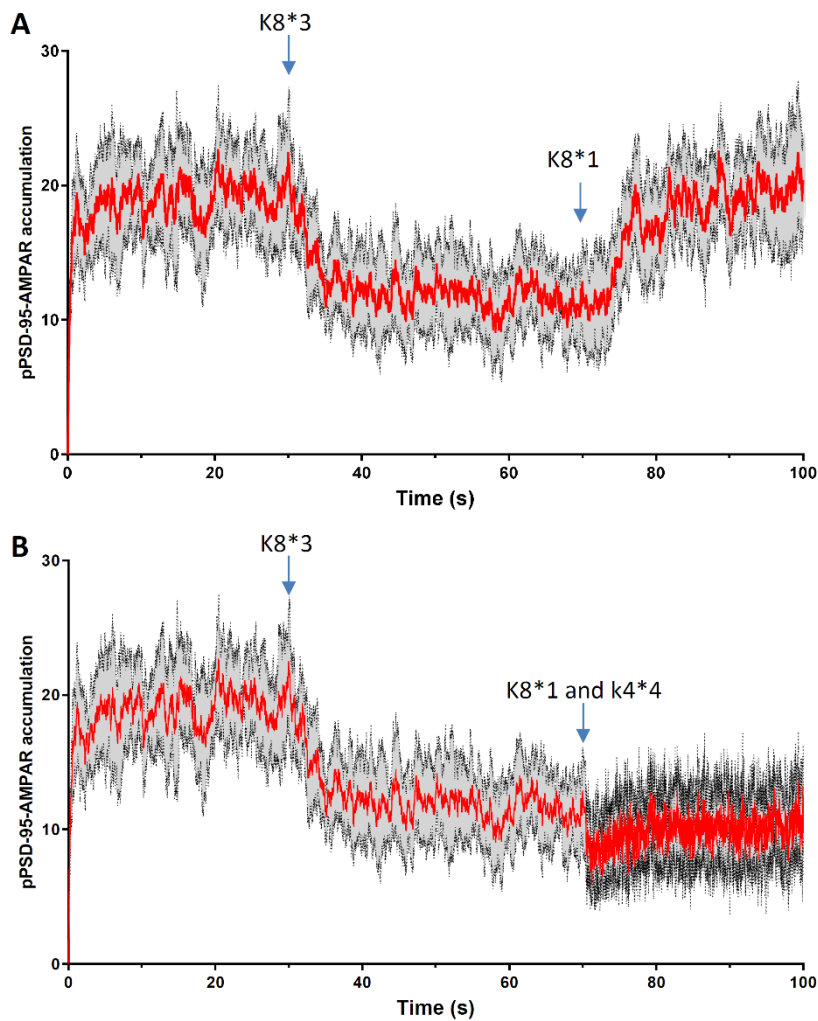 A
K8*3
K8*1
30
20
10
0
pPSD-95-AMPAR accumulation
0 20 40 60 80 100
Time (s)
B
K8*3
K8*1 and k4*4
30
20
10
0
pPSD-95-AMPAR accumulation
0 20 40 60 80 100
Time (s)